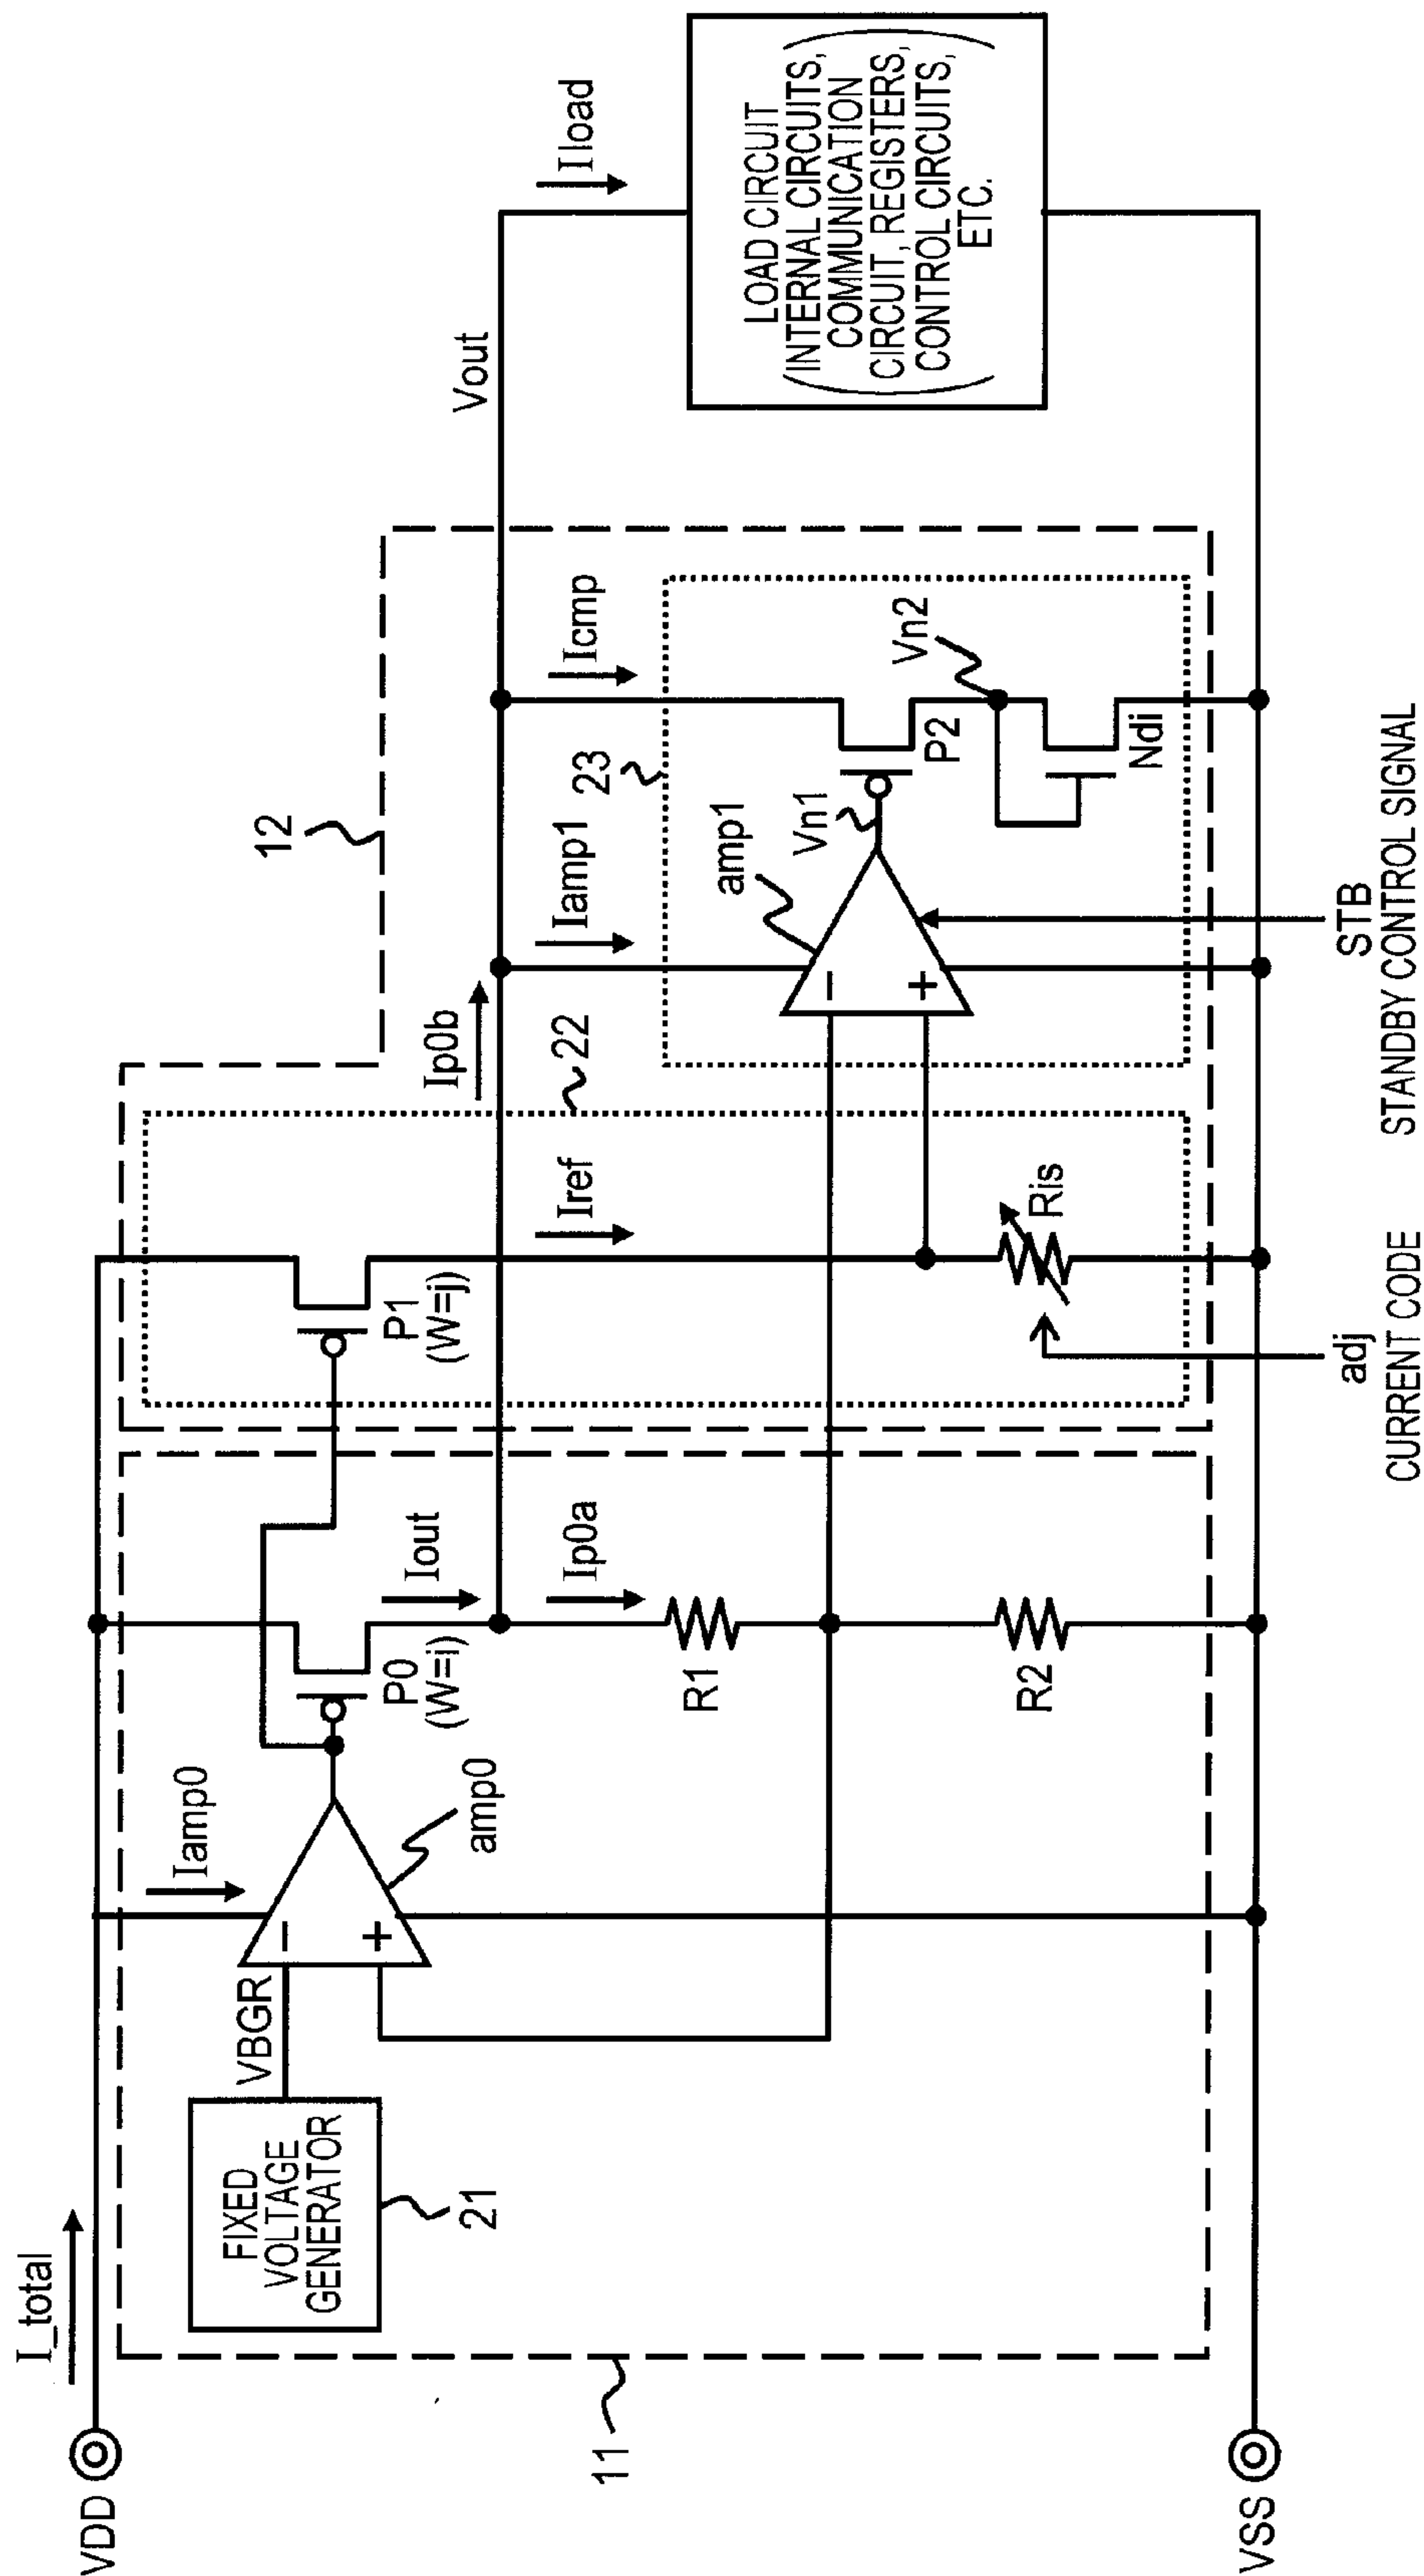 I_total
VDD
VSS
11
FIXED
VOLTAGE
GENERATOR
21
VBGR
Iamp0
amp0
P0
(W=i)
Iout
Ip0a
R1
R2
12
22
P1
(W=j)
Iref
Ris
adj
CURRENT CODE
Ip0b
Iamp1
23
amp1
Vn1
STB
STANDBY CONTROL SIGNAL
Icmp
P2
Vn2
Ndi
Vout
Iload
LOAD CIRCUIT
(INTERNAL CIRCUITS,
COMMUNICATION
CIRCUIT, REGISTERS,
CONTROL CIRCUITS,
ETC.)